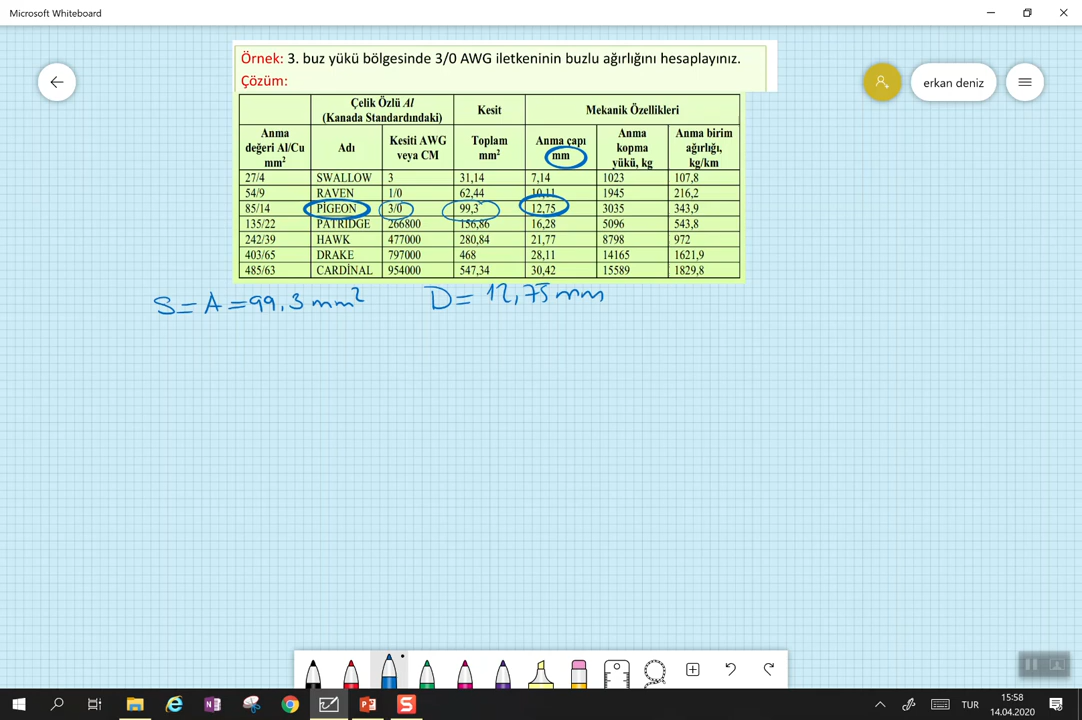 Microsoft Whiteboard
Örnek: 3. buz yükü bölgesinde 3/0 AWG iletkeninin buzlu ağırlığını hesaplayınız.
Çözüm:
erkan deniz
Çelik Özlü Al (Kanada Standardındaki) Kesit Mekanik Özellikleri
Anma değeri Al/Cu mm² Adı Kesiti AWG veya CM Toplam mm² Anma çapı mm Anma kopma yükü, kg Anma birim ağırlığı, kg/km
27/4 SWALLOW 3 31,14 7,14 1023 107,8
54/9 RAVEN 1/0 62,44 10,11 1945 216,2
85/14 PİGEON 3/0 99,3 12,75 3035 343,9
135/22 PATRIDGE 266800 156,86 16,28 5096 543,8
242/39 HAWK 477000 280,84 21,77 8798 972
403/65 DRAKE 797000 468 28,11 14165 1621,9
485/63 CARDİNAL 954000 547,34 30,42 15589 1829,8
S = A = 99,3 mm² D = 12,75 mm
TUR
15:58
14.04.2020